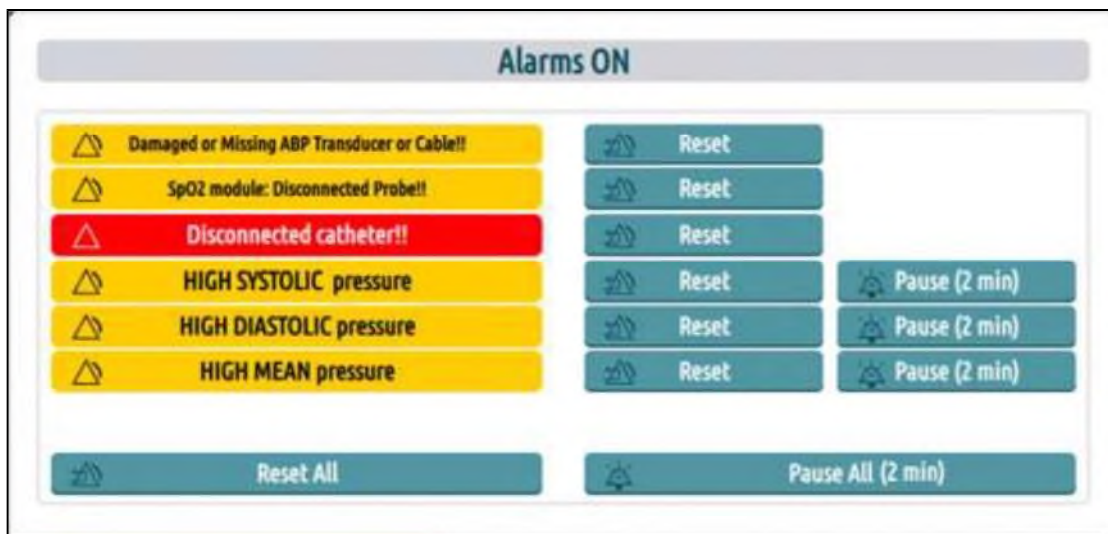 Alarms ON
Damaged or Missing ABP Transducer or Cable!! Reset
SpO2 module: Disconnected Probe!! Reset
Disconnected catheter!! Reset
HIGH SYSTOLIC pressure Reset Pause (2 min)
HIGH DIASTOLIC pressure Reset Pause (2 min)
HIGH MEAN pressure Reset Pause (2 min)
Reset All Pause All (2 min)